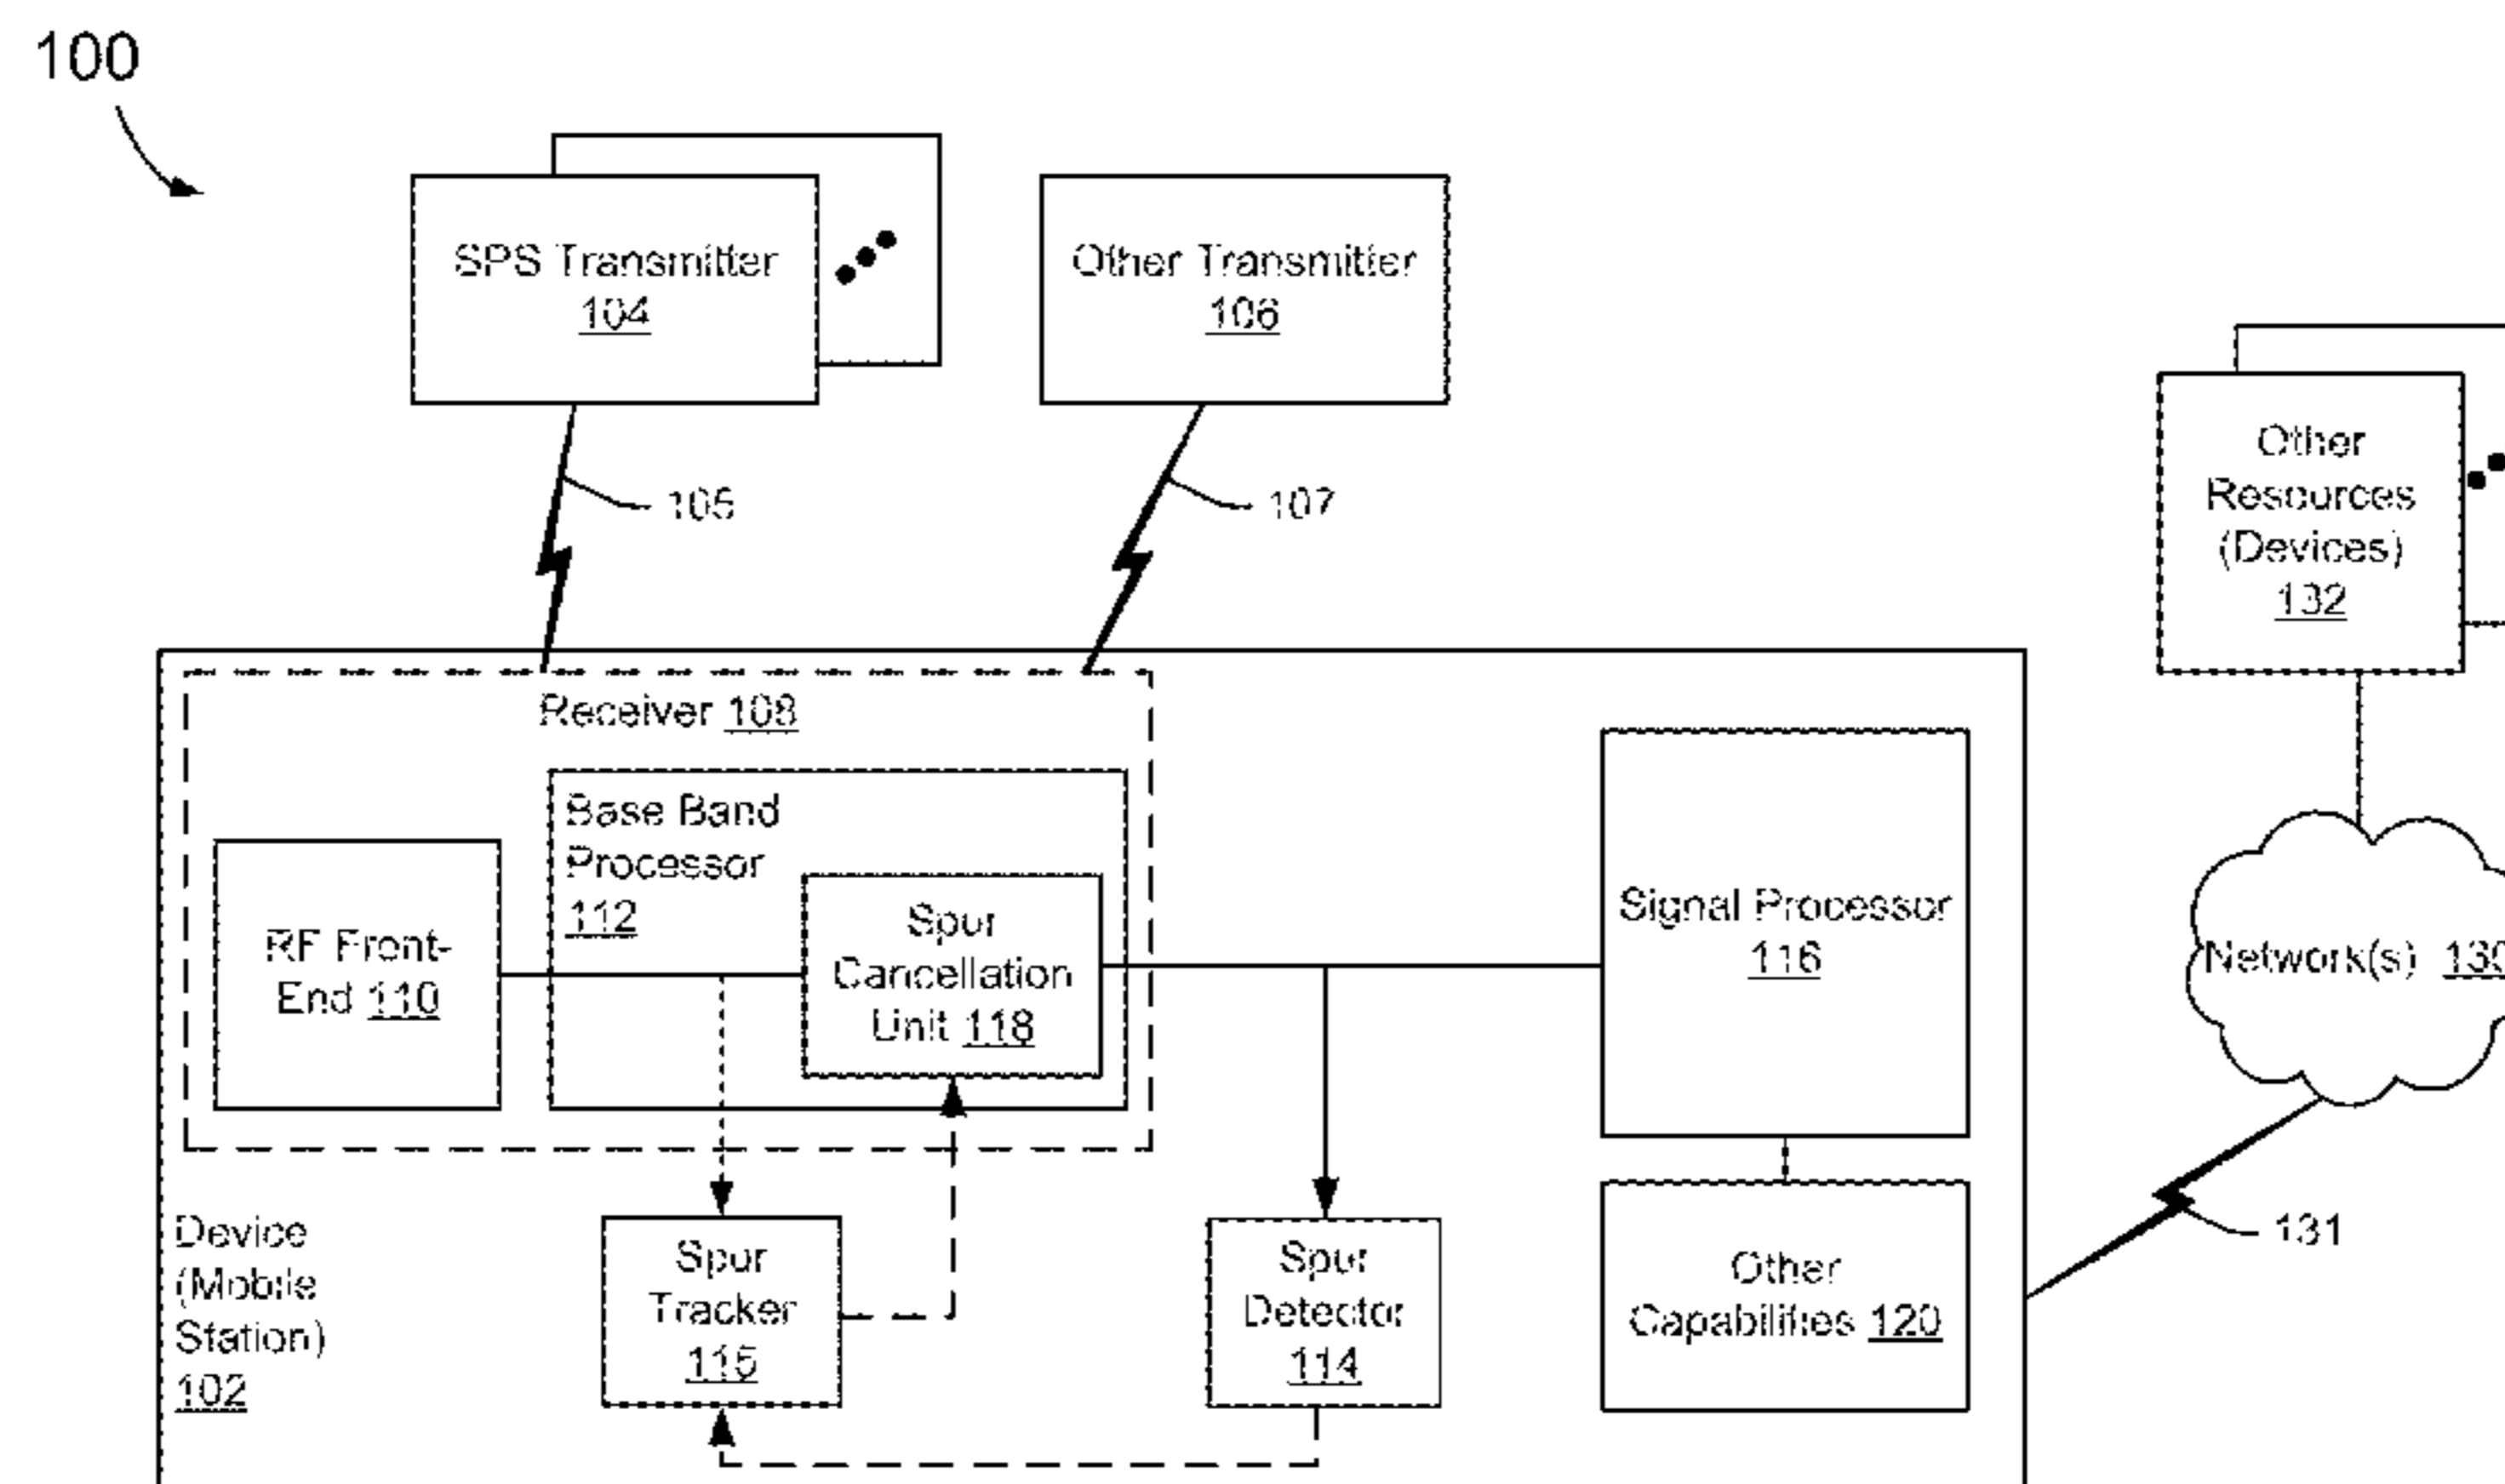 100
SPS Transmitter
104
Other Transmitter
106
Other
Resources
(Devices)
132
105
107
Receiver 108
Base Band
Processor
112
RF Front-
End 110
Spur
Cancellation
Unit 118
Signal Processor
116
Network(s) 130
Device
(Mobile
Station)
102
Spur
Tracker
115
Spur
Detector
114
Other
Capabilities 120
131